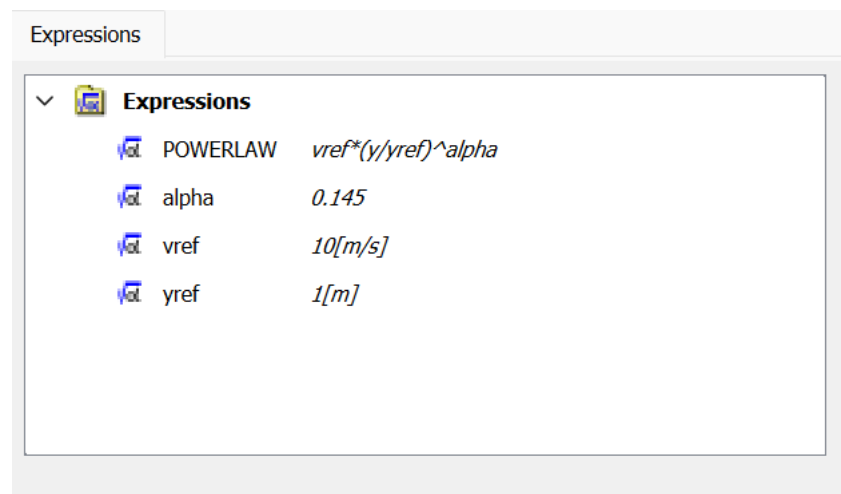 Expressions
Expressions
POWERLAW vref*(y/yref)^alpha
alpha 0.145
vref 10[m/s]
yref 1[m]